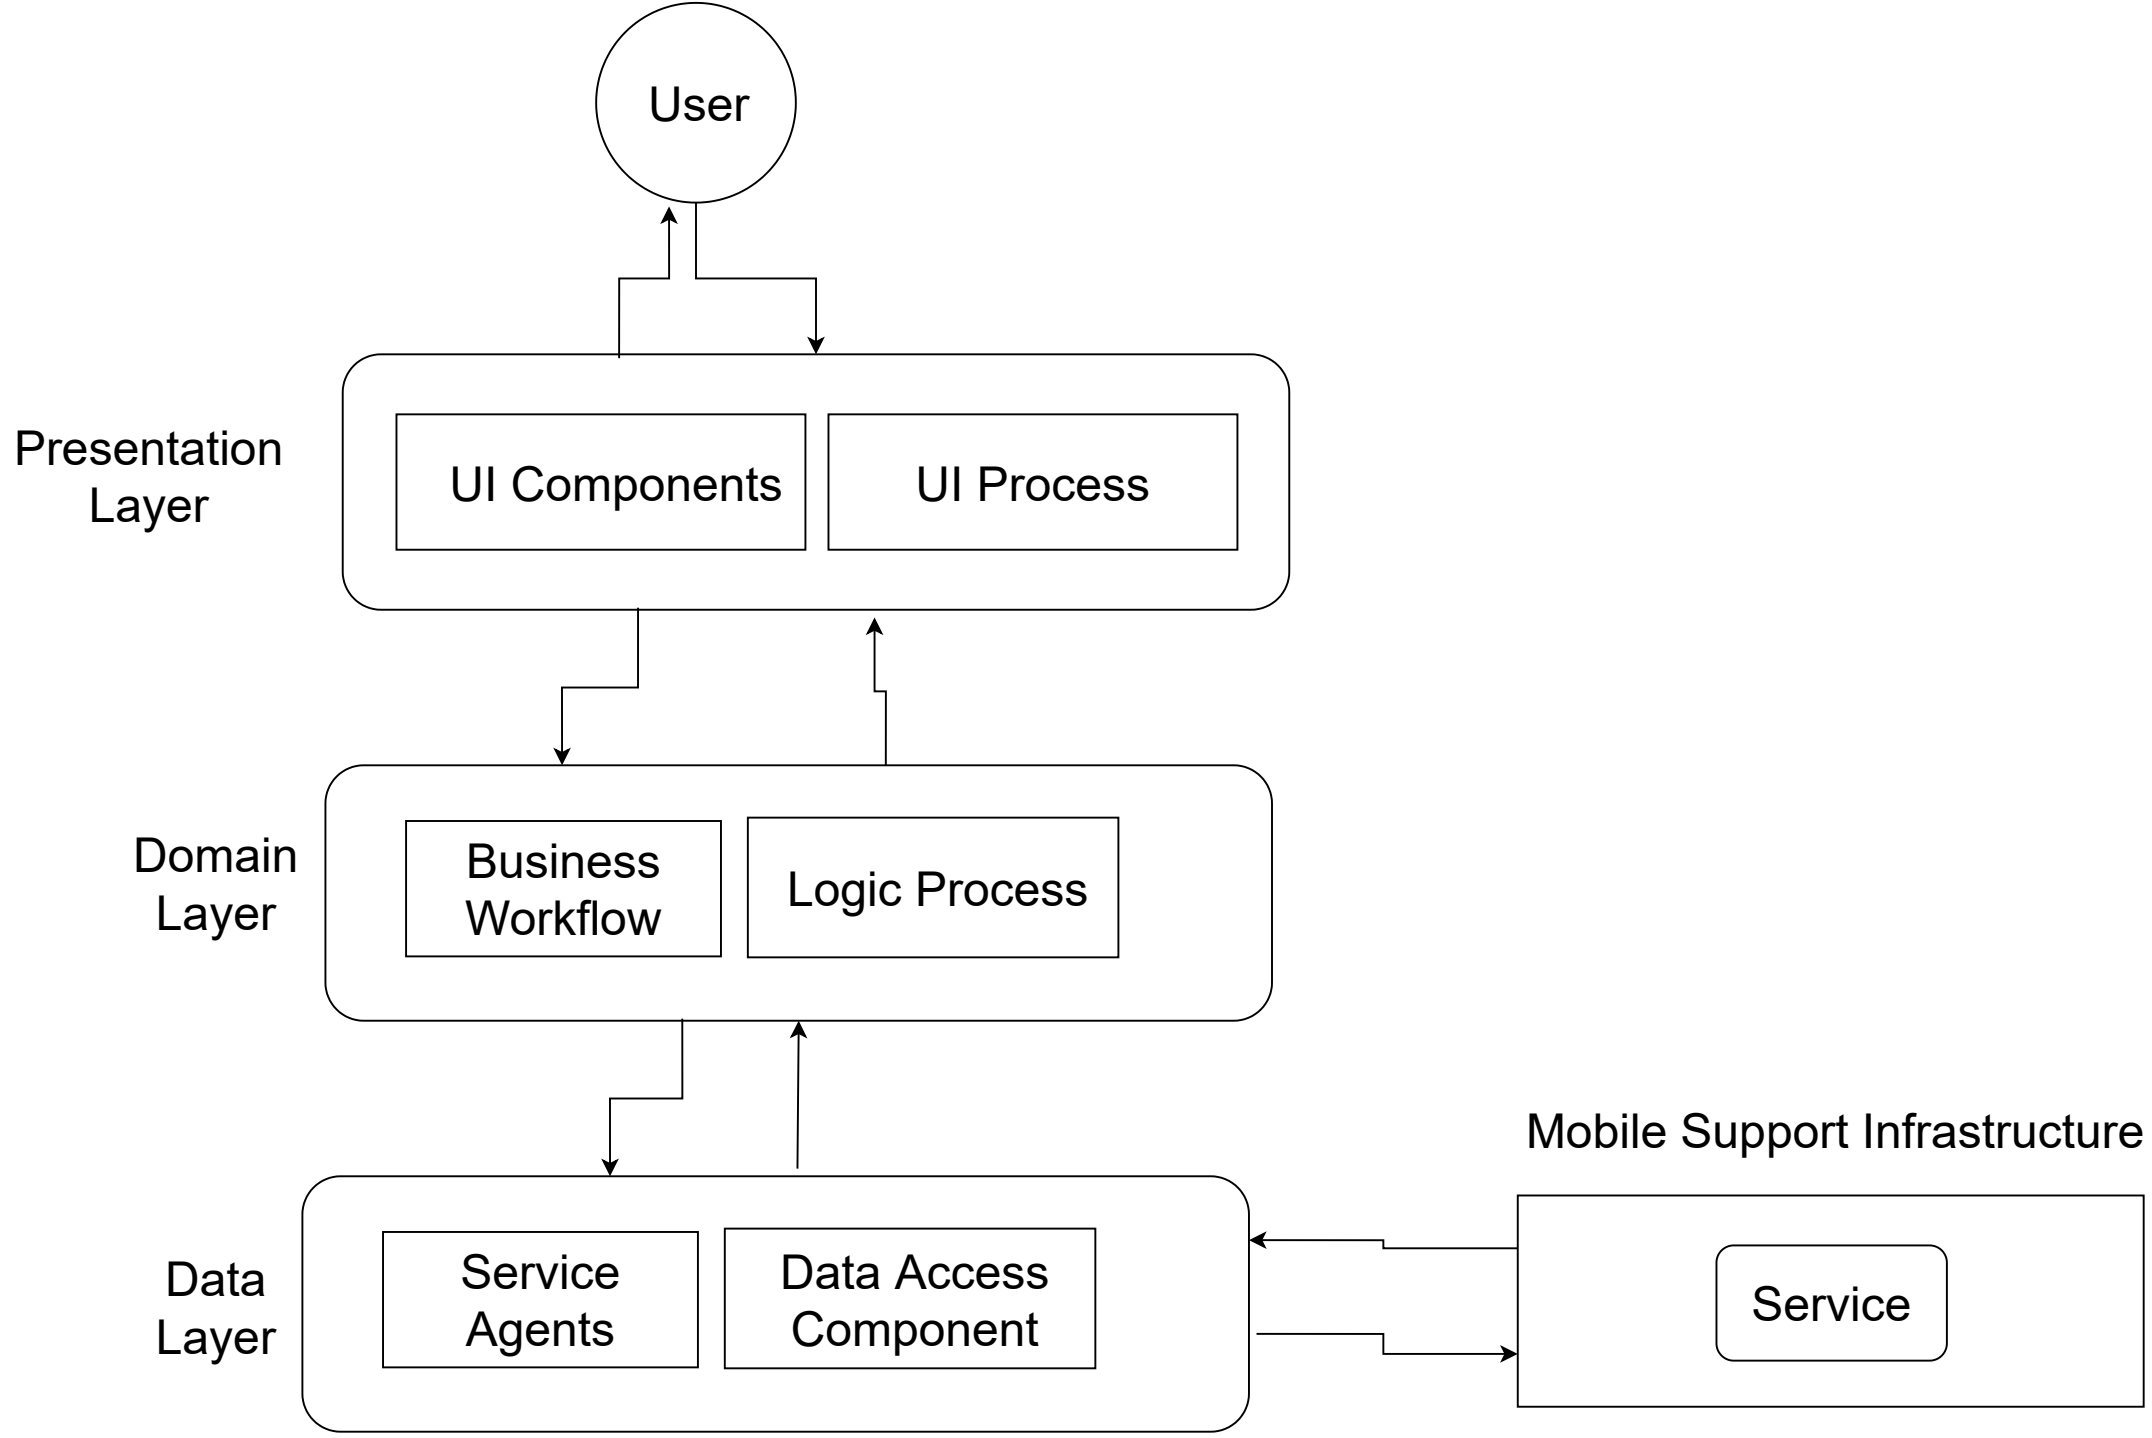 User
Presentation
Layer
UI Components
UI Process
Domain
Layer
Business
Workflow
Logic Process
Data
Layer
Service
Agents
Data Access
Component
Mobile Support Infrastructure
Service